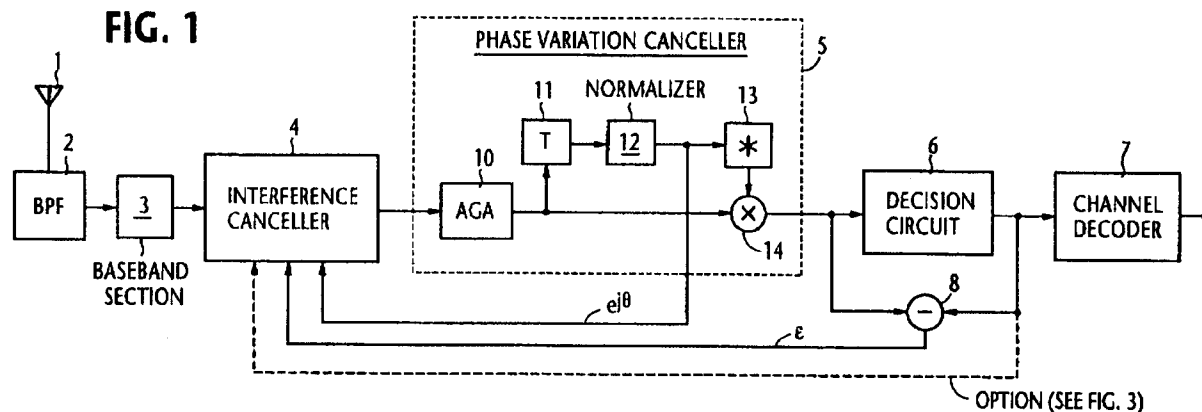 FIG. 1
PHASE VARIATION CANCELLER
5
1
11
NORMALIZER
13
2
4
T
12
*
6
7
10
BPF
3
INTERFERENCE
CANCELLER
AGA
×
14
DECISION
CIRCUIT
CHANNEL
DECODER
BASEBAND
SECTION
8
−
ejθ
ε
OPTION (SEE FIG. 3)